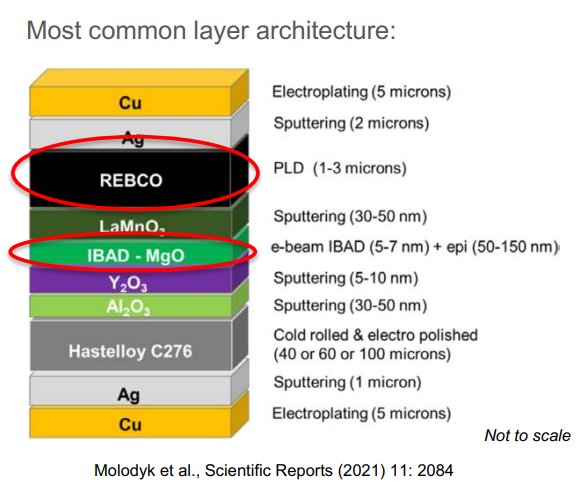 Most common layer architecture:
Cu
Electroplating (5 microns)
Ag
Sputtering (2 microns)
REBCO
PLD (1-3 microns)
LaMnO₃
Sputtering (30-50 nm)
IBAD - MgO
e-beam IBAD (5-7 nm) + epi (50-150 nm)
Y₂O₃
Sputtering (5-10 nm)
Al₂O₃
Sputtering (30-50 nm)
Hastelloy C276
Cold rolled & electro polished
(40 or 60 or 100 microns)
Ag
Sputtering (1 micron)
Cu
Electroplating (5 microns)
Not to scale
Molodyk et al., Scientific Reports (2021) 11: 2084